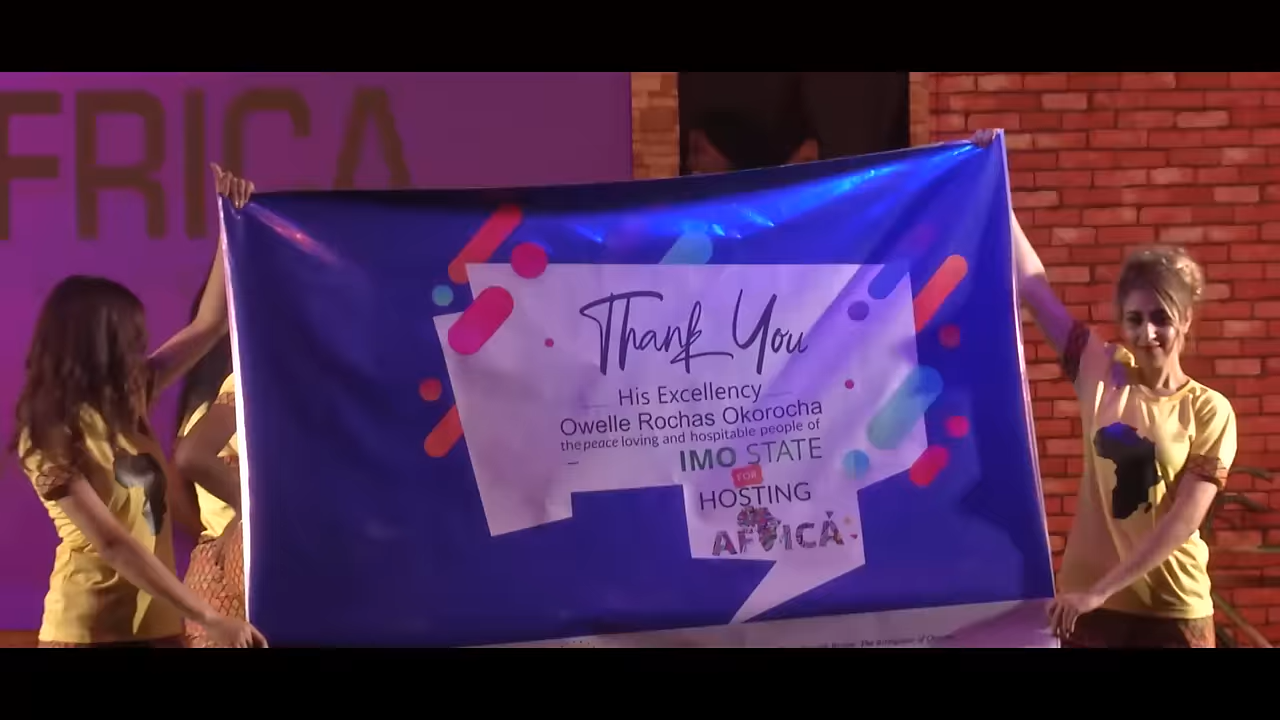 FRICA
Thank You
His Excellency
Owelle Rochas Okorocha
the peace loving and hospitable people of
IMO STATE
FOR
HOSTING
AFRICA